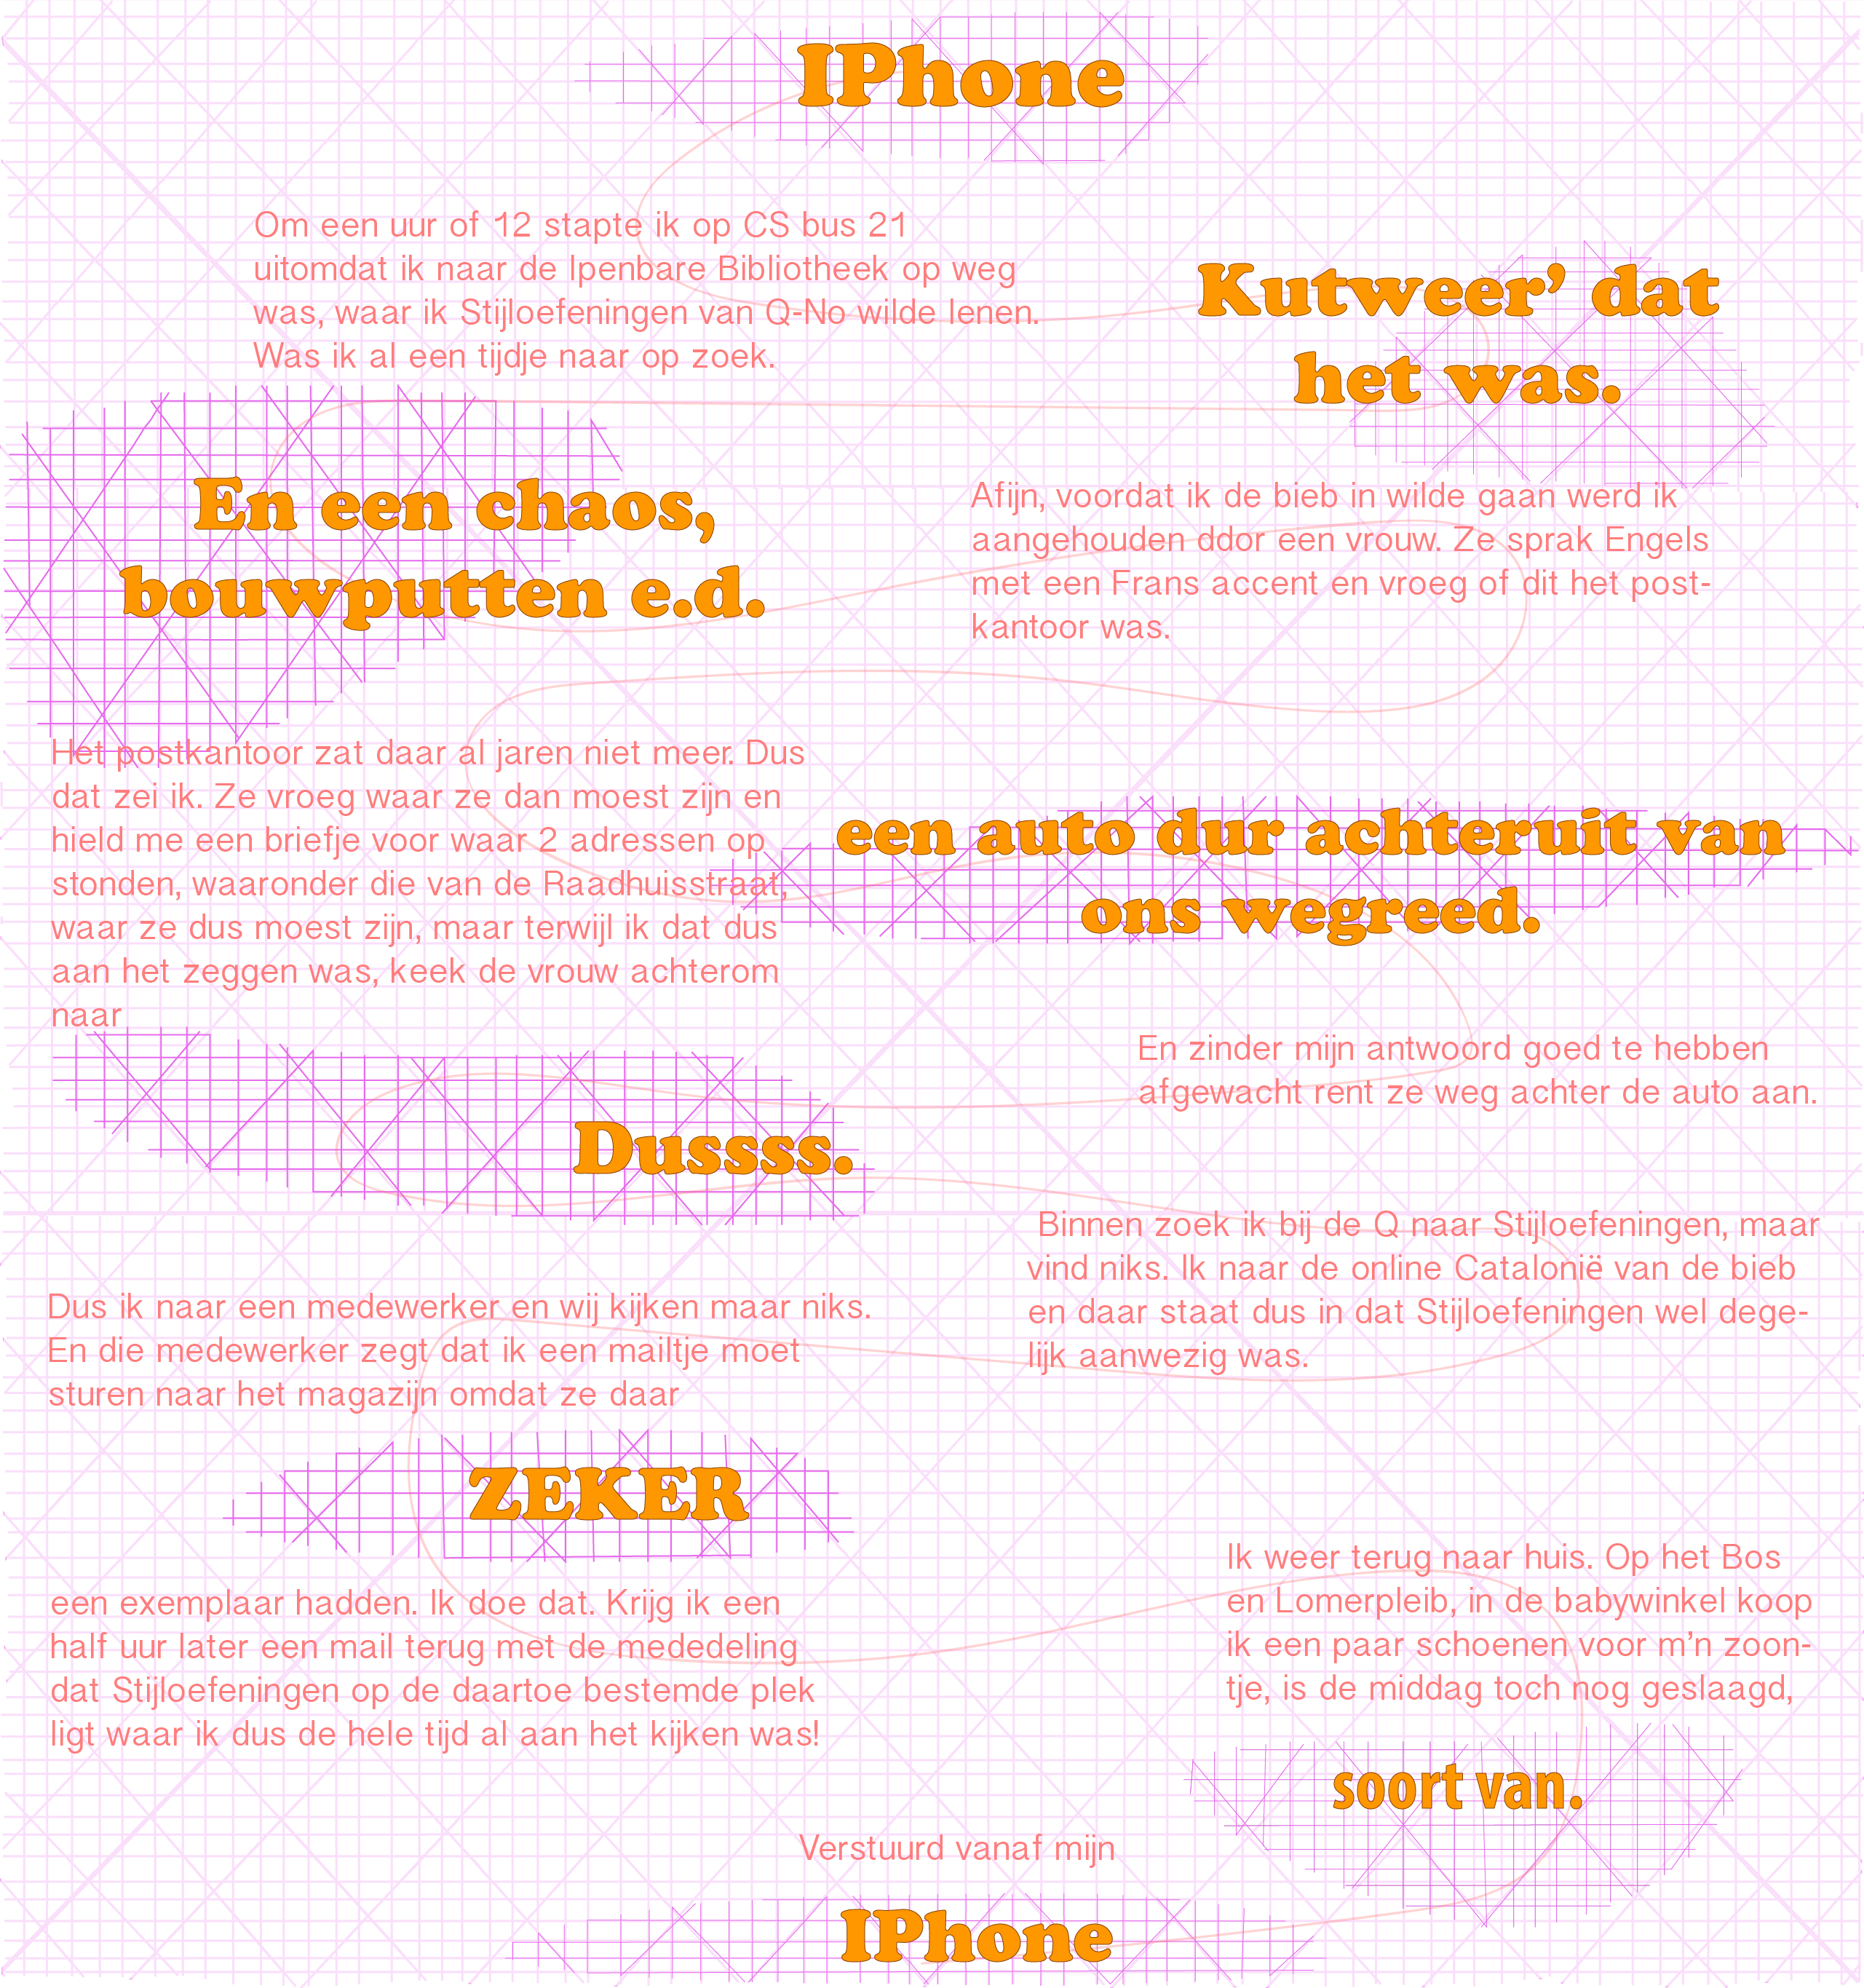 IPhone
Om een uur of 12 stapte ik op CS bus 21
uitomdat ik naar de Ipenbare Bibliotheek op weg
was, waar ik Stijloefeningen van Q-No wilde lenen.
Was ik al een tijdje naar op zoek.
Kutweer’ dat
het was.
En een chaos,
bouwputten e.d.
Afijn, voordat ik de bieb in wilde gaan werd ik
aangehouden ddor een vrouw. Ze sprak Engels
met een Frans accent en vroeg of dit het post-
kantoor was.
Het postkantoor zat daar al jaren niet meer. Dus
dat zei ik. Ze vroeg waar ze dan moest zijn en
hield me een briefje voor waar 2 adressen op
stonden, waaronder die van de Raadhuisstraat,
waar ze dus moest zijn, maar terwijl ik dat dus
aan het zeggen was, keek de vrouw achterom
naar
een auto dur achteruit van
ons wegreed.
En zinder mijn antwoord goed te hebben
afgewacht rent ze weg achter de auto aan.
Dussss.
Binnen zoek ik bij de Q naar Stijloefeningen, maar
vind niks. Ik naar de online Catalonië van de bieb
en daar staat dus in dat Stijloefeningen wel dege-
lijk aanwezig was.
Dus ik naar een medewerker en wij kijken maar niks.
En die medewerker zegt dat ik een mailtje moet
sturen naar het magazijn omdat ze daar
ZEKER
een exemplaar hadden. Ik doe dat. Krijg ik een
half uur later een mail terug met de mededeling
dat Stijloefeningen op de daartoe bestemde plek
ligt waar ik dus de hele tijd al aan het kijken was!
Ik weer terug naar huis. Op het Bos
en Lomerpleib, in de babywinkel koop
ik een paar schoenen voor m’n zoon-
tje, is de middag toch nog geslaagd,
soort van.
Verstuurd vanaf mijn
IPhone